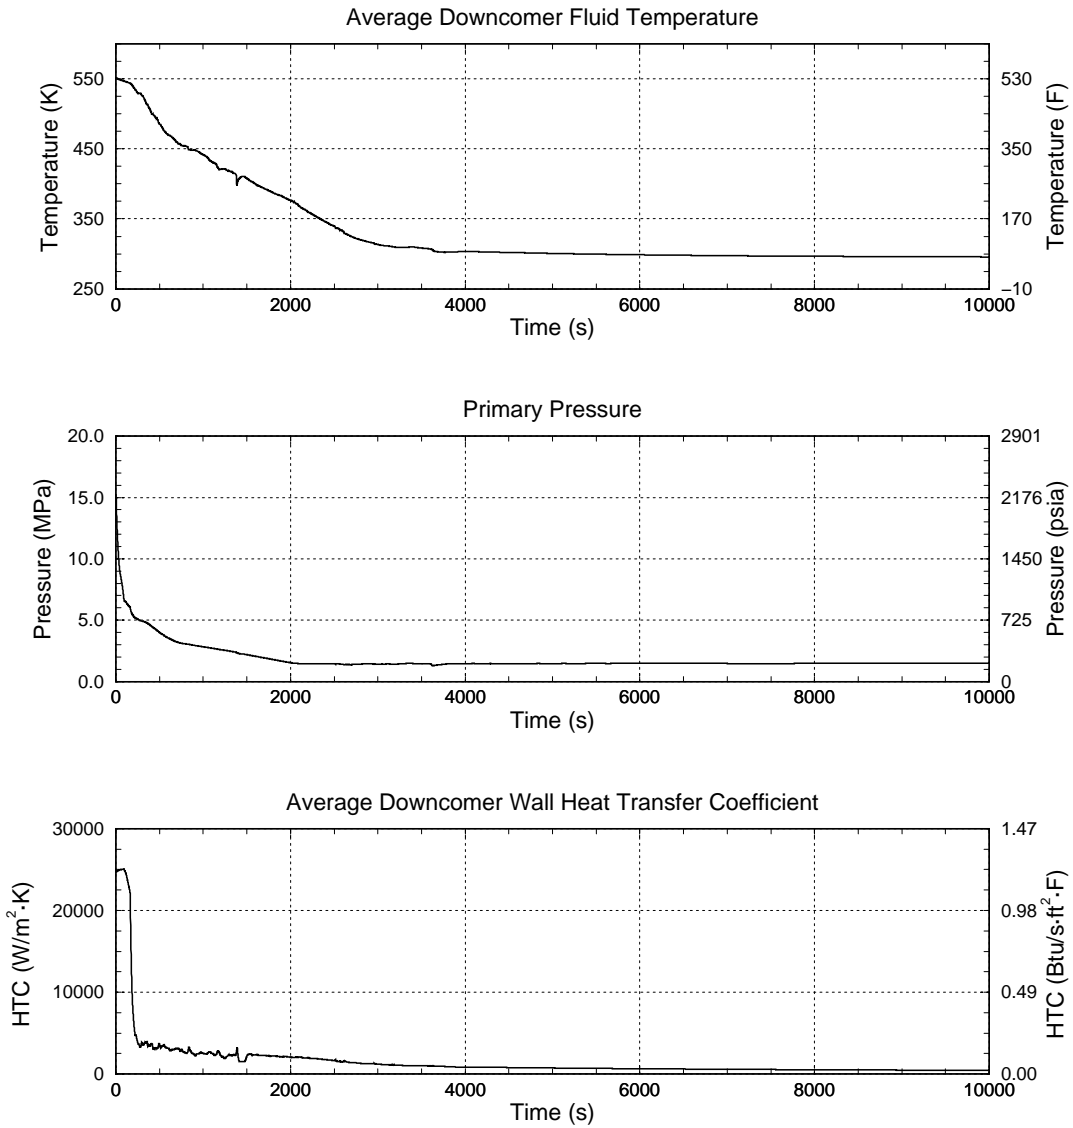 Average Downcomer Fluid Temperature
Temperature (K)
550
450
350
250
530
350
170
−10
Temperature (F)
0 2000 4000 6000 8000 10000
Time (s)
Primary Pressure
Pressure (MPa)
20.0
15.0
10.0
5.0
0.0
2901
2176
1450
725
0
Pressure (psia)
0 2000 4000 6000 8000 10000
Time (s)
Average Downcomer Wall Heat Transfer Coefficient
HTC (W/m²·K)
30000
20000
10000
0
1.47
0.98
0.49
0.00
HTC (Btu/s·ft²·F)
0 2000 4000 6000 8000 10000
Time (s)